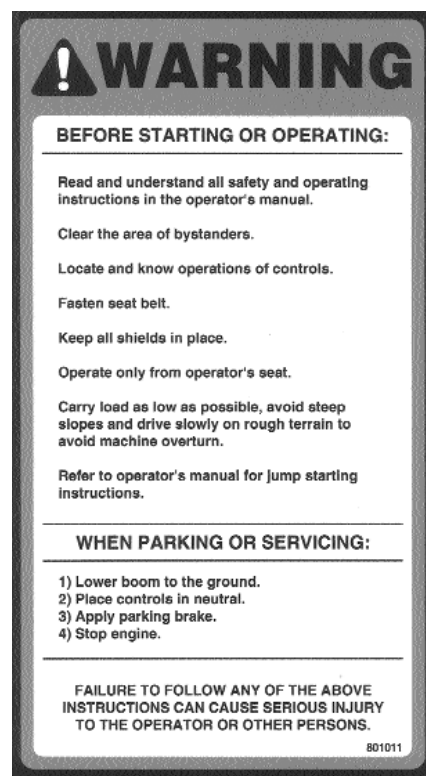 WARNING
BEFORE STARTING OR OPERATING:
Read and understand all safety and operating
instructions in the operator's manual.
Clear the area of bystanders.
Locate and know operations of controls.
Fasten seat belt.
Keep all shields in place.
Operate only from operator's seat.
Carry load as low as possible, avoid steep
slopes and drive slowly on rough terrain to
avoid machine overturn.
Refer to operator's manual for jump starting
instructions.
WHEN PARKING OR SERVICING:
1) Lower boom to the ground.
2) Place controls in neutral.
3) Apply parking brake.
4) Stop engine.
FAILURE TO FOLLOW ANY OF THE ABOVE
INSTRUCTIONS CAN CAUSE SERIOUS INJURY
TO THE OPERATOR OR OTHER PERSONS.
801011